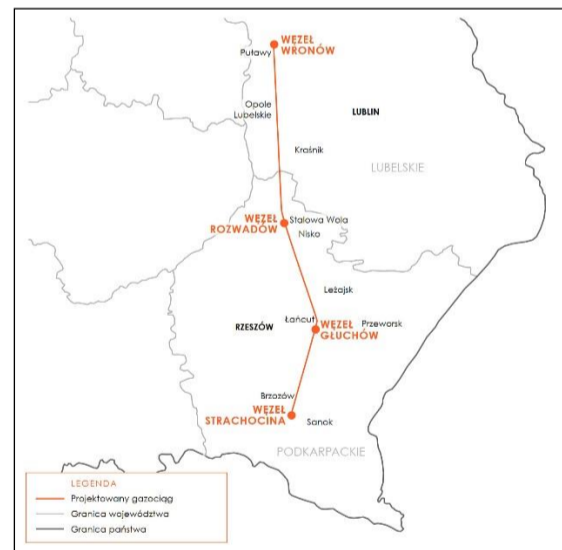 WĘZEŁ
WRONÓW
Puławy
Opole
Lubelskie
LUBLIN
Kraśnik
LUBELSKIE
WĘZEŁ
ROZWADÓW
Stalowa Wola
Nisko
Leżajsk
Łańcut
RZESZÓW
WĘZEŁ
GŁUCHÓW
Przeworsk
Brzozów
WĘZEŁ
STRACHOCINA
Sanok
PODKARPACKIE
LEGENDA
Projektowany gazociąg
Granica województwa
Granica państwa